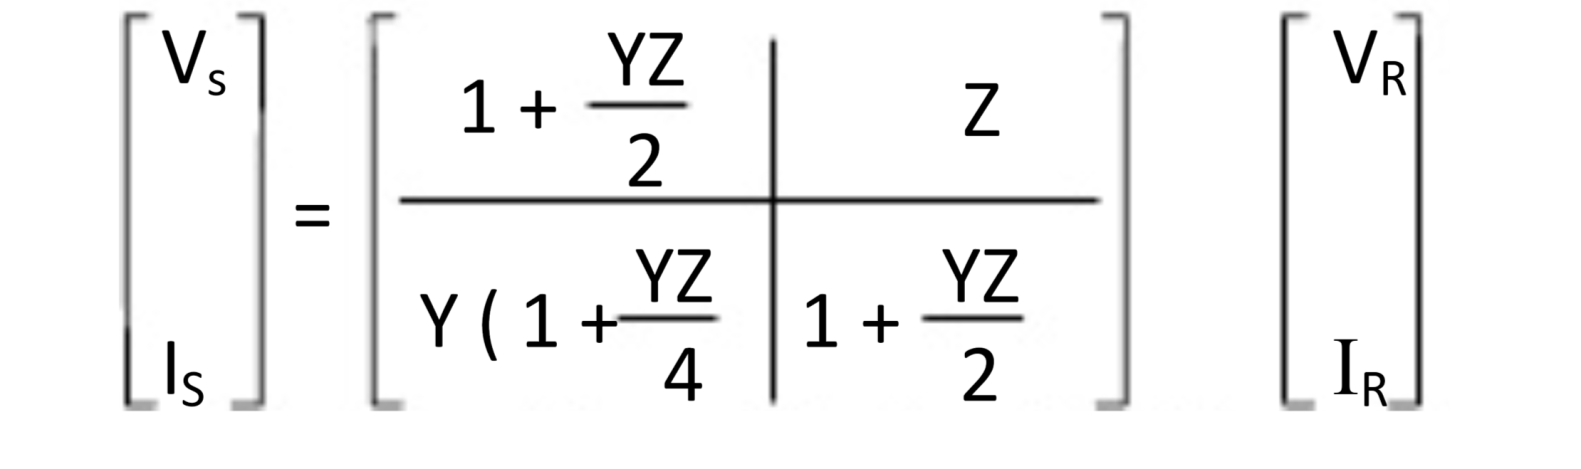 [ Vs ] = [ 1 + YZ/2 | Z ] [ VR ]
[ IS ] [ Y ( 1 + YZ/4 | 1 + YZ/2 ] [ IR ]